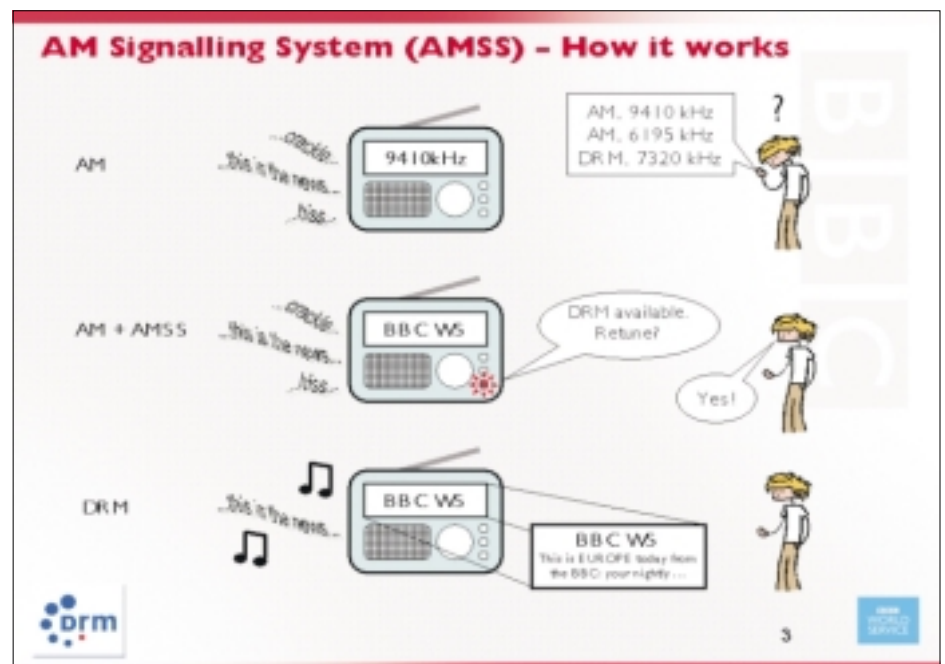 AM Signalling System (AMSS) – How it works
AM
...crackle...
...this is the news...
...hiss...
9410kHz
AM, 9410 kHz
AM, 6195 kHz
DRM, 7320 kHz
?
AM + AMSS
...crackle...
...this is the news...
...hiss...
BBC WS
DRM available.
Retune?
Yes!
DRM
...this is the news...
BBC WS
BBC WS
This is EUROPE today from
the BBC: your nightly ...
BBC
Drm
BBC
WORLD
SERVICE
3